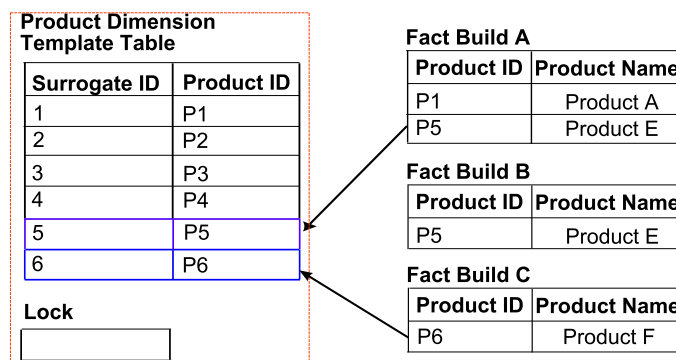 Product Dimension
Template Table
Surrogate ID Product ID
1 P1
2 P2
3 P3
4 P4
5 P5
6 P6
Lock
Fact Build A
Product ID Product Name
P1 Product A
P5 Product E
Fact Build B
Product ID Product Name
P5 Product E
Fact Build C
Product ID Product Name
P6 Product F